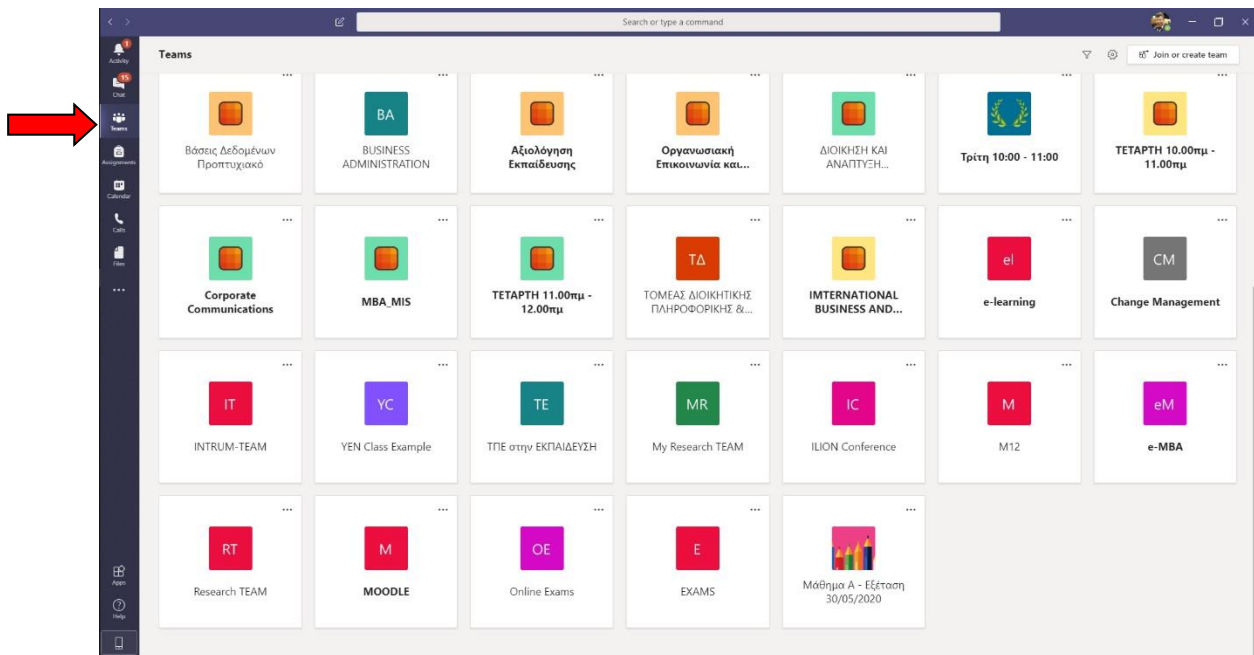 Search or type a command
Activity
1
Chat
15
Teams
Assignments
Calendar
Calls
Files
Apps
Help
Teams
Join or create team
Βάσεις Δεδομένων
Προπτυχιακό
BA
BUSINESS
ADMINISTRATION
Αξιολόγηση
Εκπαίδευσης
Οργανωσιακή
Επικοινωνία και...
ΔΙΟΙΚΗΣΗ ΚΑΙ
ΑΝΑΠΤΥΞΗ...
Τρίτη 10:00 - 11:00
ΤΕΤΑΡΤΗ 10.00πμ -
11.00πμ
Corporate
Communications
MBA_MIS
ΤΕΤΑΡΤΗ 11.00πμ -
12.00πμ
ΤΔ
ΤΟΜΕΑΣ ΔΙΟΙΚΗΤΙΚΗΣ
ΠΛΗΡΟΦΟΡΙΚΗΣ &...
IMTERNATIONAL
BUSINESS AND...
el
e-learning
CM
Change Management
IT
INTRUM-TEAM
YC
YEN Class Example
ΤΕ
ΤΠΕ στην ΕΚΠΑΙΔΕΥΣΗ
MR
My Research TEAM
IC
ILION Conference
M
M12
eM
e-MBA
RT
Research TEAM
M
MOODLE
OE
Online Exams
E
EXAMS
Μάθημα Α - Εξέταση
30/05/2020